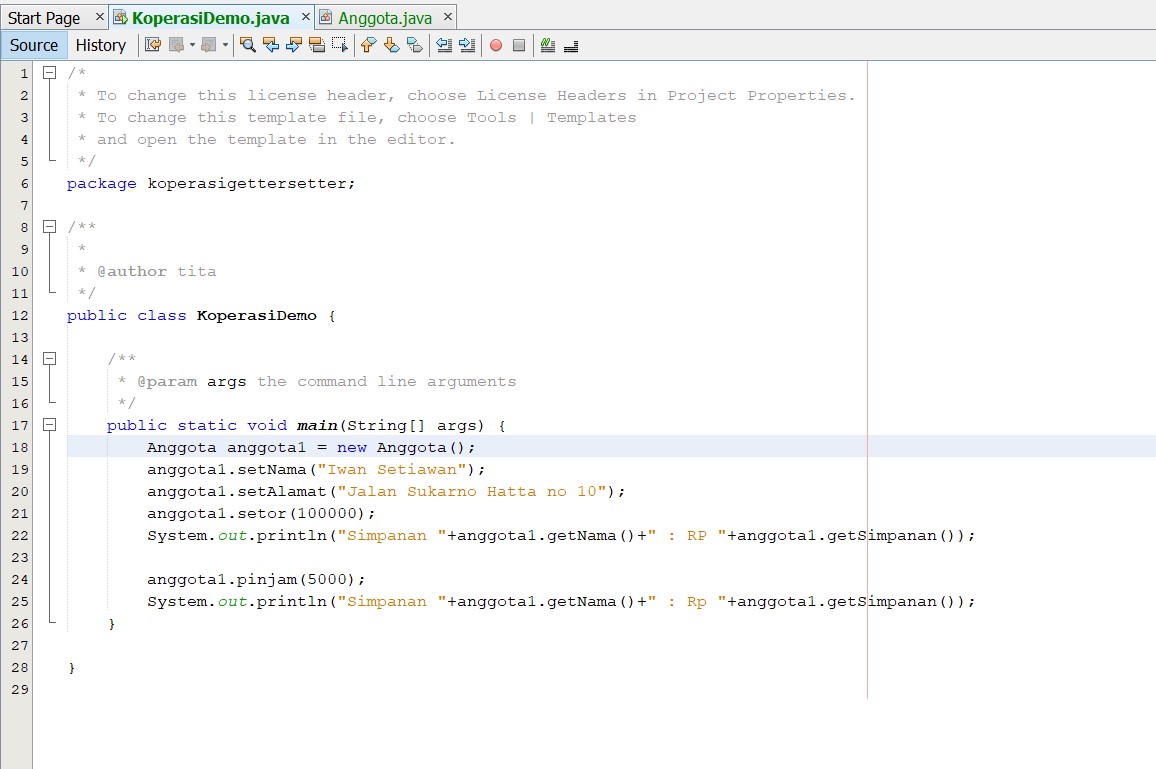 Start Page × KoperasiDemo.java × Anggota.java ×
Source History
1 /*
2 * To change this license header, choose License Headers in Project Properties.
3 * To change this template file, choose Tools | Templates
4 * and open the template in the editor.
5 */
6 package koperasigettersetter;
7
8 /**
9 *
10 * @author tita
11 */
12 public class KoperasiDemo {
13
14 /**
15 * @param args the command line arguments
16 */
17 public static void main(String[] args) {
18 Anggota anggota1 = new Anggota();
19 anggota1.setNama("Iwan Setiawan");
20 anggota1.setAlamat("Jalan Sukarno Hatta no 10");
21 anggota1.setor(100000);
22 System.out.println("Simpanan "+anggota1.getNama()+" : RP "+anggota1.getSimpanan());
23
24 anggota1.pinjam(5000);
25 System.out.println("Simpanan "+anggota1.getNama()+" : Rp "+anggota1.getSimpanan());
26 }
27
28 }
29